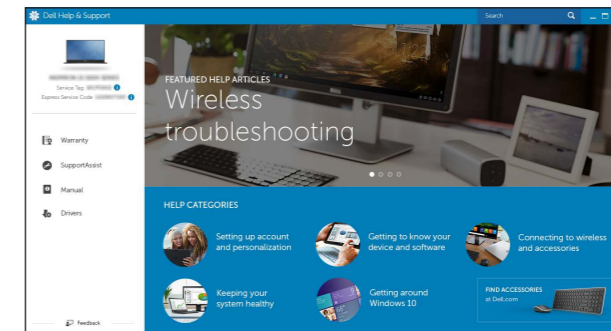 Dell Help & Support
Search
Service Tag:
Express Service Code:
Warranty
SupportAssist
Manual
Drivers
Feedback
FEATURED HELP ARTICLES
Wireless
troubleshooting
HELP CATEGORIES
Setting up account
and personalization
Getting to know your
device and software
Connecting to wireless
and accessories
Keeping your
system healthy
Getting around
Windows 10
FIND ACCESSORIES
at Dell.com